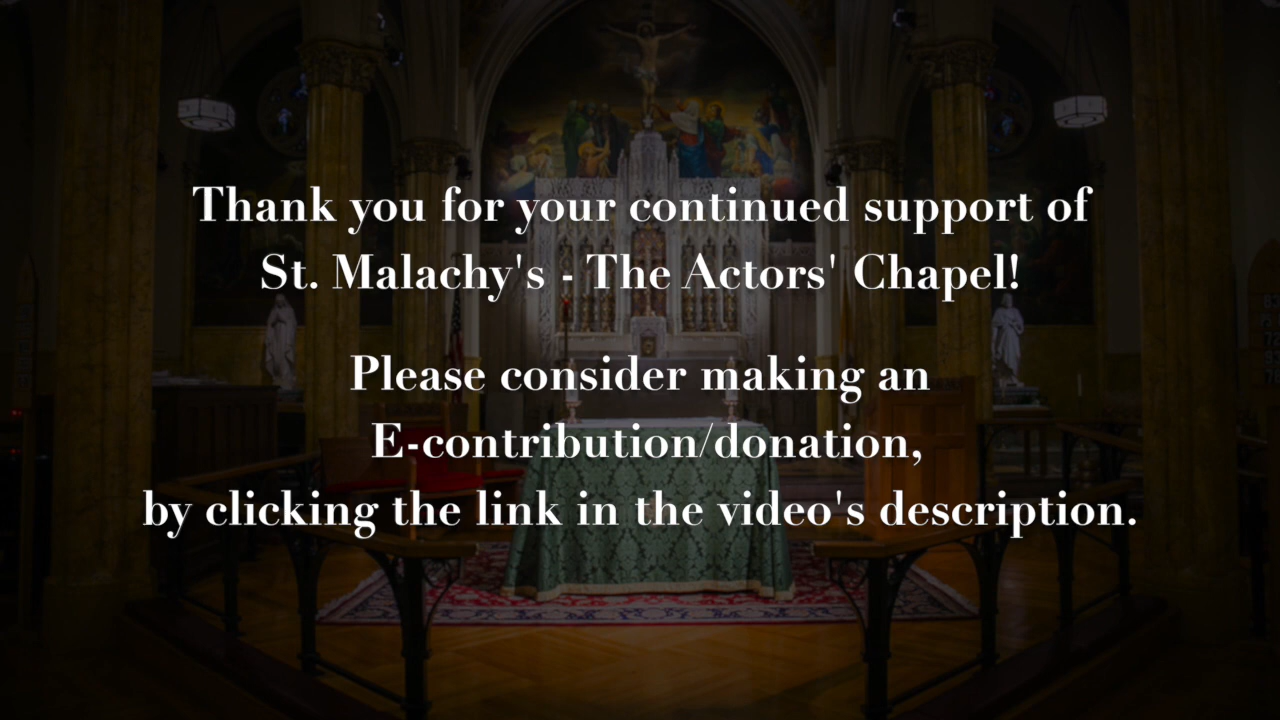 Thank you for your continued support of
St. Malachy's - The Actors' Chapel!
Please consider making an
E-contribution/donation,
by clicking the link in the video's description.